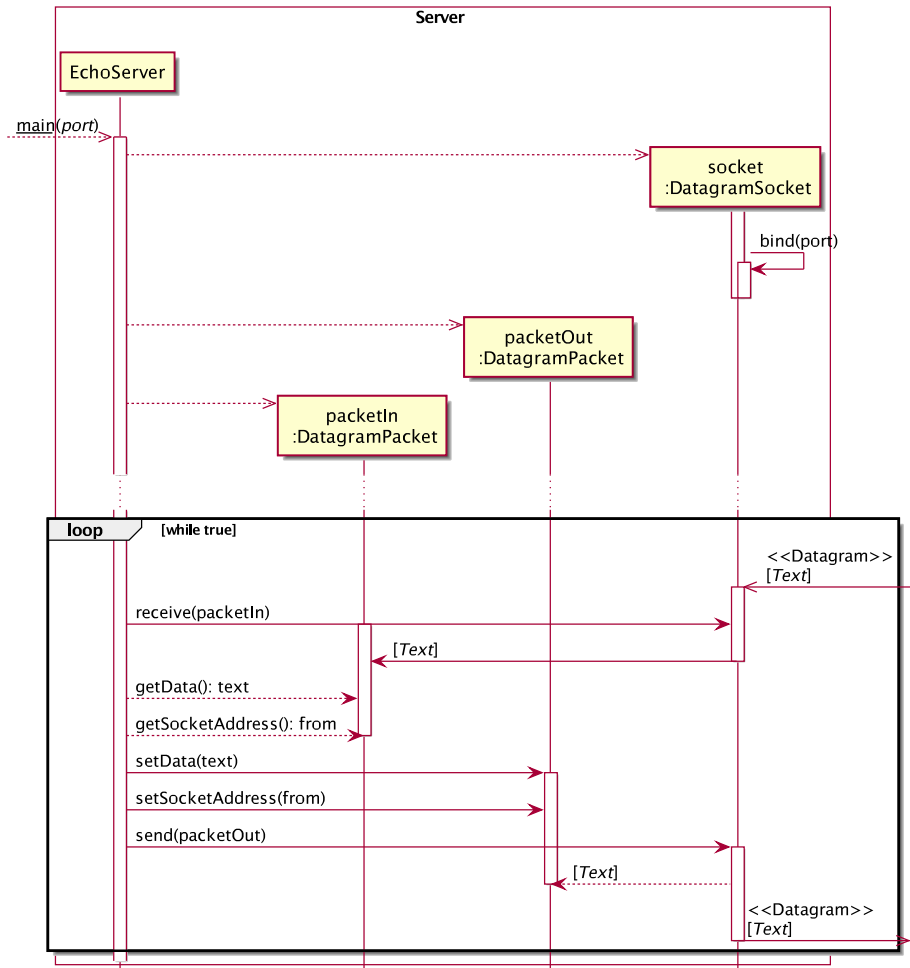 Server
EchoServer
main(port)
socket
:DatagramSocket
bind(port)
packetOut
:DatagramPacket
packetIn
:DatagramPacket
loop [while true]
<<Datagram>>
[Text]
receive(packetIn)
[Text]
getData(): text
getSocketAddress(): from
setData(text)
setSocketAddress(from)
send(packetOut)
[Text]
<<Datagram>>
[Text]